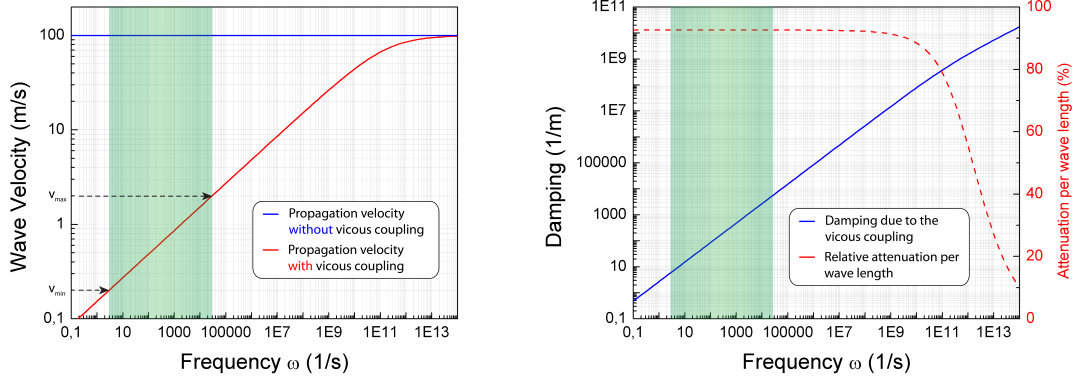 100
10
1
0,1
Wave Velocity (m/s)
vmax
vmin
Propagation velocity
without vicous coupling
Propagation velocity
with vicous coupling
0,1
10
1000
100000
1E7
1E9
1E11
1E13
Frequency ω (1/s)
1E11
1E9
1E7
100000
1000
10
0,1
Damping (1/m)
Damping due to the
vicous coupling
Relative attenuation per
wave length
0,1
10
1000
100000
1E7
1E9
1E11
1E13
Frequency ω (1/s)
100
80
60
40
20
0
Attenuation per wave length (%)